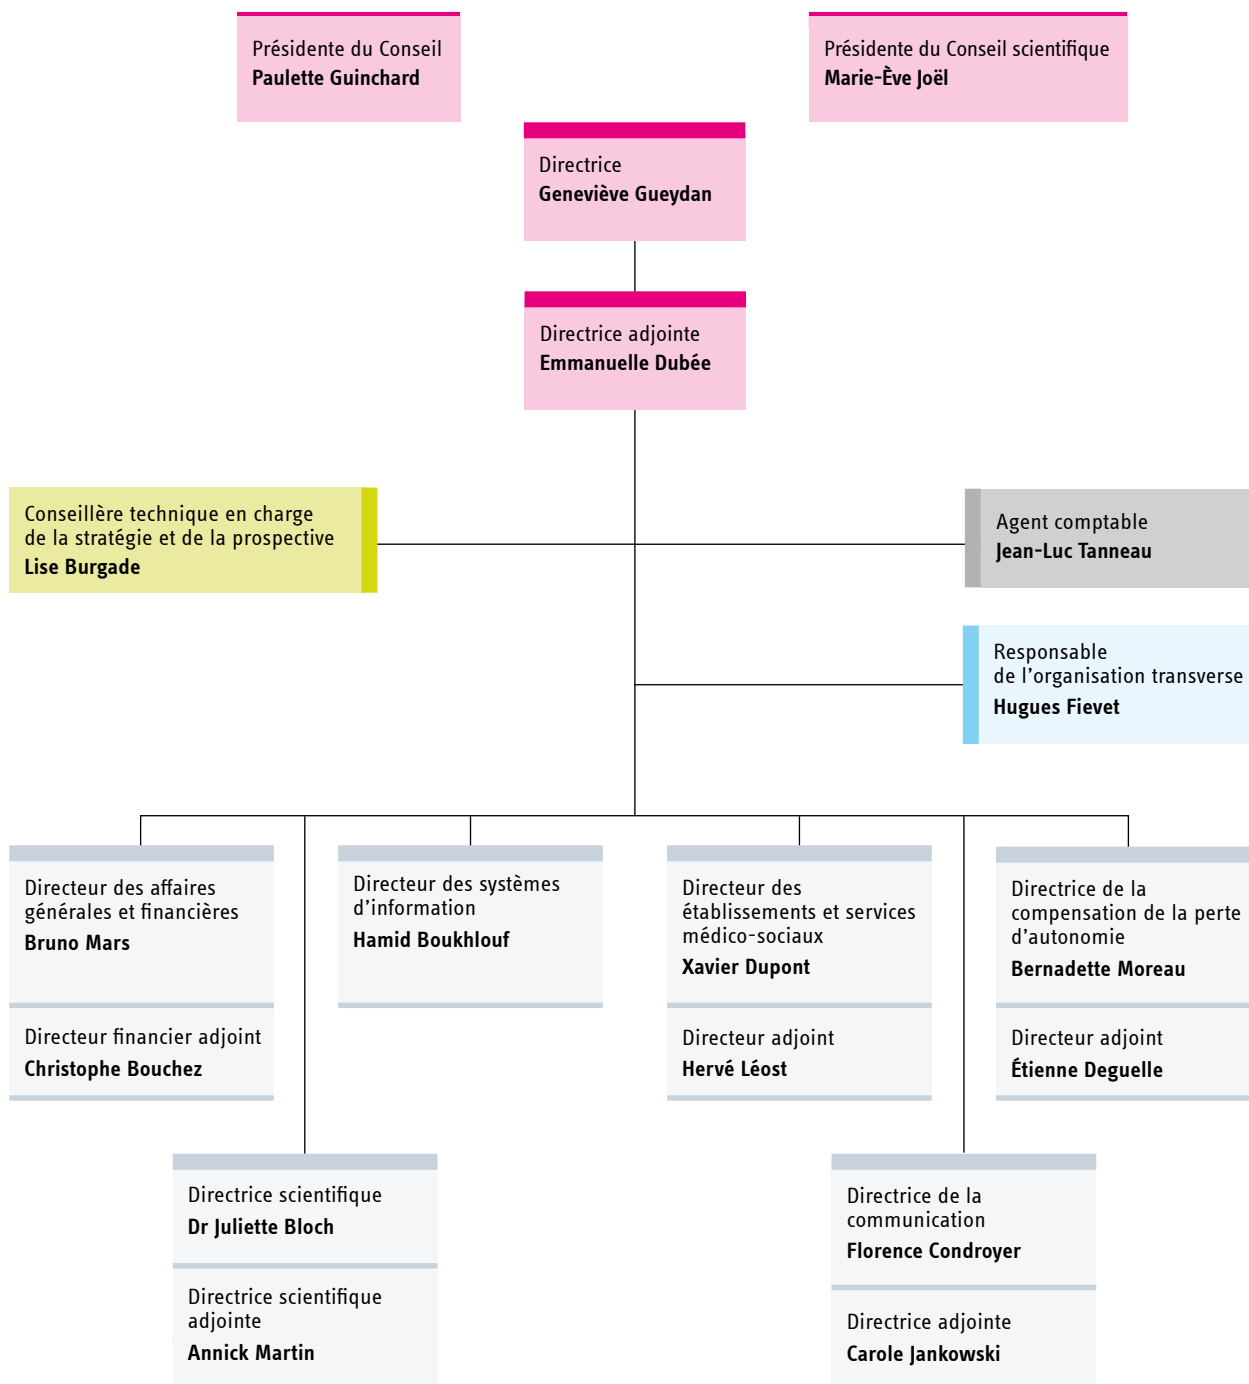 Présidente du Conseil
Paulette Guinchard
Présidente du Conseil scientifique
Marie-Ève Joël
Directrice
Geneviève Gueydan
Directrice adjointe
Emmanuelle Dubée
Conseillère technique en charge
de la stratégie et de la prospective
Lise Burgade
Agent comptable
Jean-Luc Tanneau
Responsable
de l'organisation transverse
Hugues Fievet
Directeur des affaires
générales et financières
Bruno Mars
Directeur financier adjoint
Christophe Bouchez
Directeur des systèmes
d'information
Hamid Boukhlouf
Directeur des
établissements et services
médico-sociaux
Xavier Dupont
Directeur adjoint
Hervé Léost
Directrice de la
compensation de la perte
d'autonomie
Bernadette Moreau
Directeur adjoint
Étienne Deguelle
Directrice scientifique
Dr Juliette Bloch
Directrice scientifique
adjointe
Annick Martin
Directrice de la
communication
Florence Condroyer
Directrice adjointe
Carole Jankowski